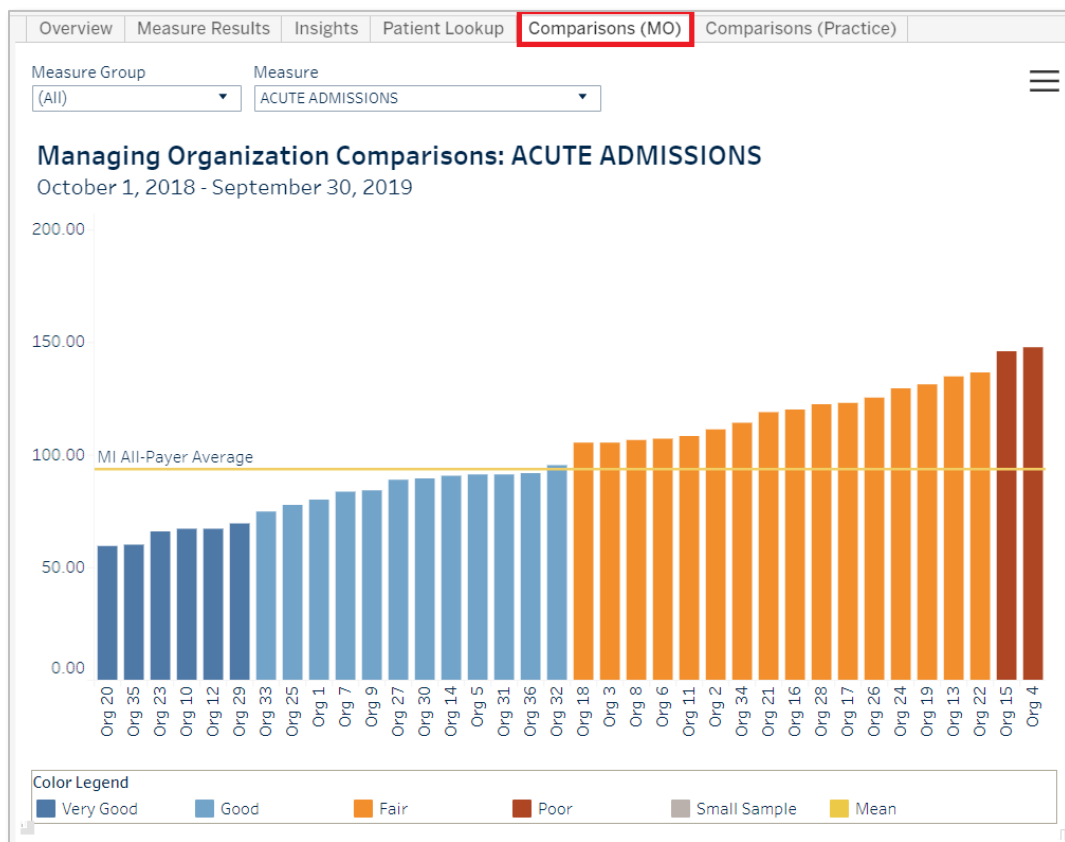 Overview Measure Results Insights Patient Lookup Comparisons (MO) Comparisons (Practice)
Measure Group Measure
(All) ACUTE ADMISSIONS
Managing Organization Comparisons: ACUTE ADMISSIONS
October 1, 2018 - September 30, 2019
200.00
150.00
100.00
MI All-Payer Average
50.00
0.00
Org 20
Org 35
Org 23
Org 10
Org 12
Org 29
Org 33
Org 25
Org 1
Org 7
Org 9
Org 27
Org 30
Org 14
Org 5
Org 31
Org 36
Org 32
Org 18
Org 3
Org 8
Org 6
Org 11
Org 2
Org 34
Org 21
Org 16
Org 28
Org 17
Org 26
Org 24
Org 19
Org 13
Org 22
Org 15
Org 4
Color Legend
Very Good Good Fair Poor Small Sample Mean